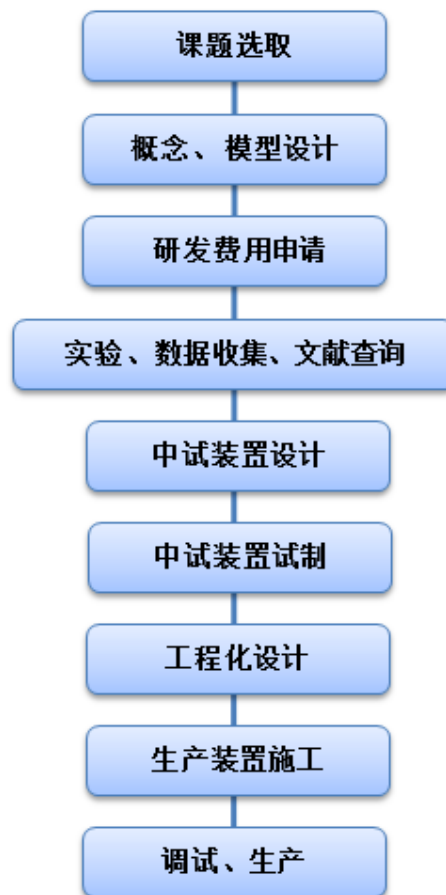 课题选取
概念、模型设计
研发费用申请
实验、数据收集、文献查询
中试装置设计
中试装置试制
工程化设计
生产装置施工
调试、生产